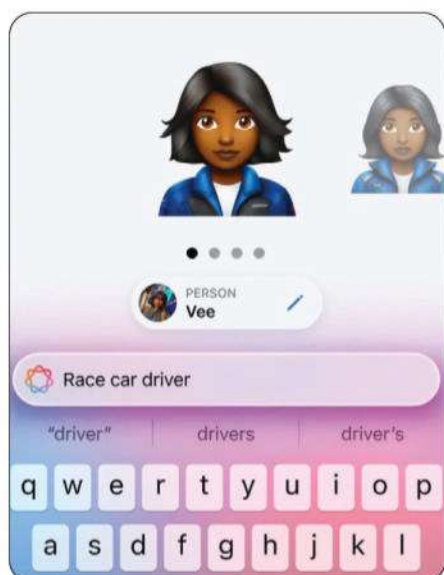 PERSON
Vee
Race car driver
"driver" drivers driver's
q w e r t y u i o p
a s d f g h j k l